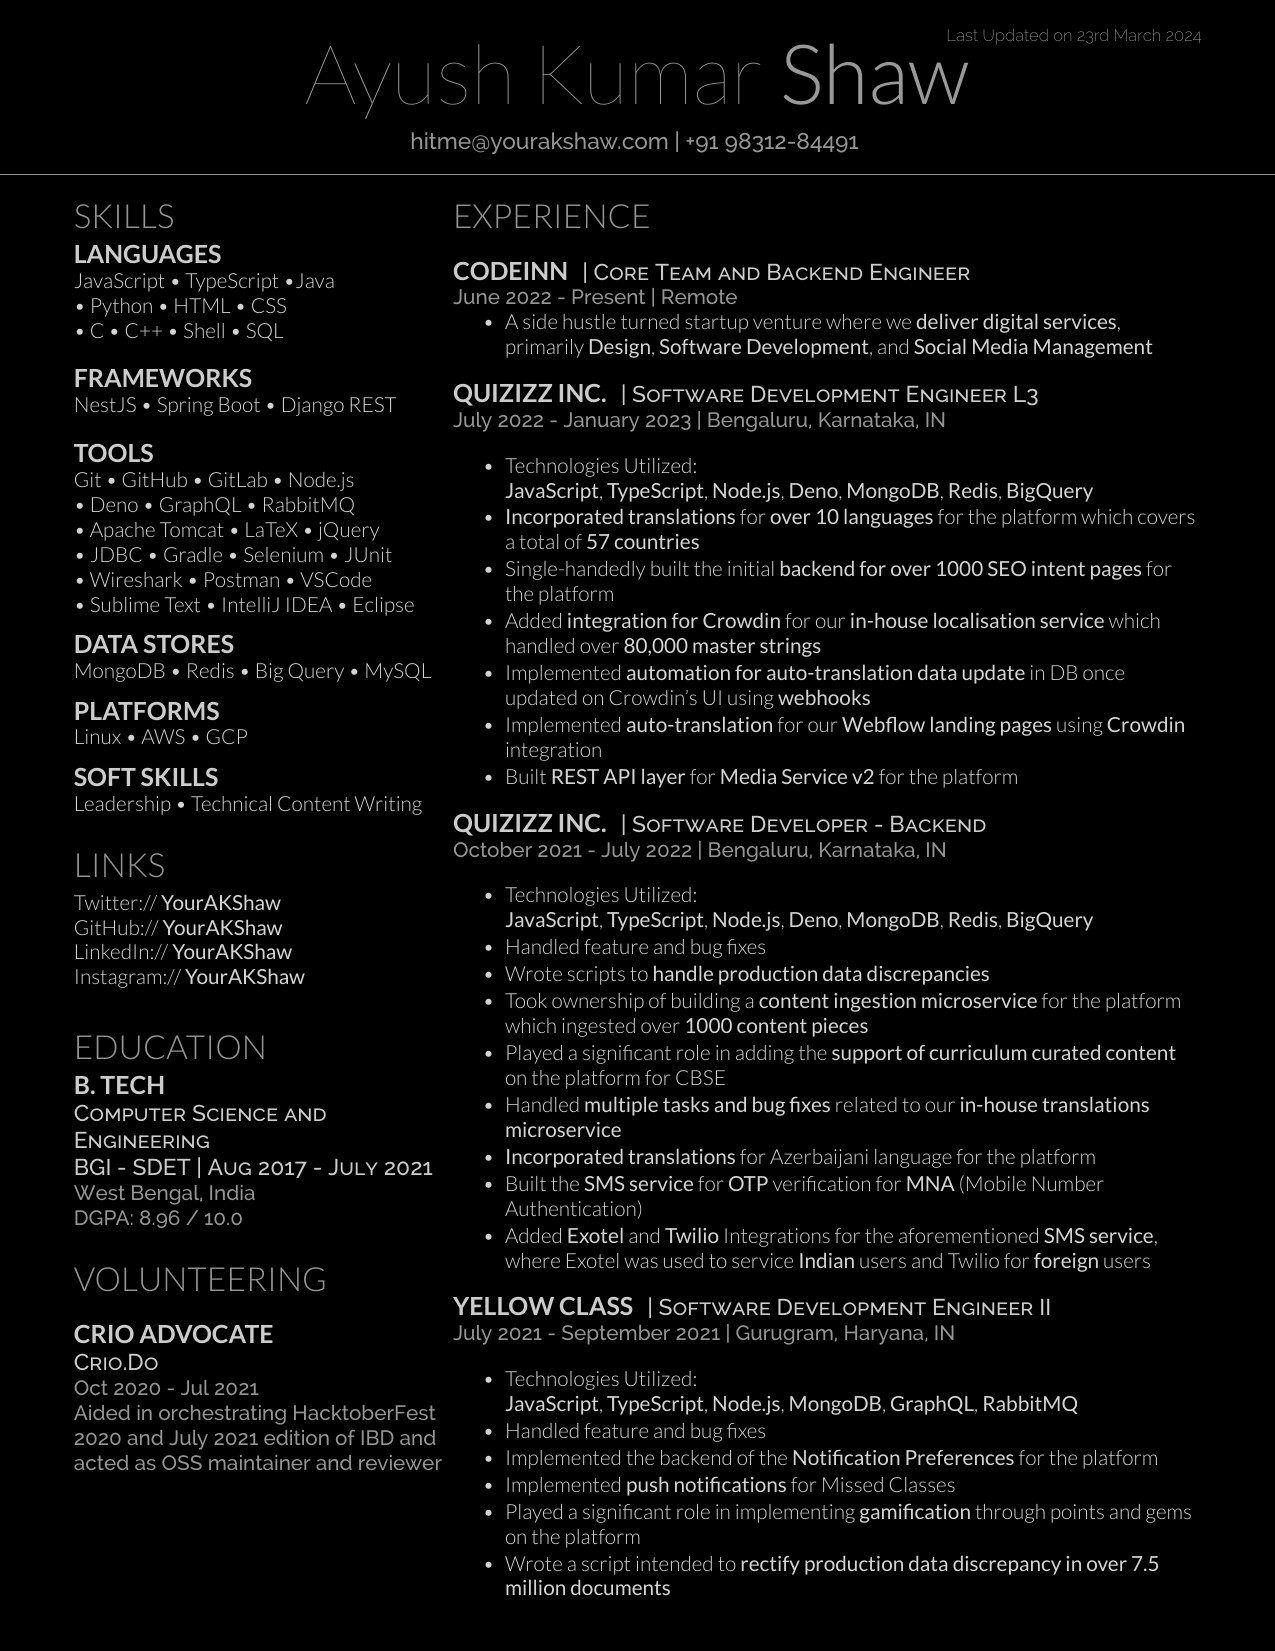 Last Updated on 23rd March 2024
Ayush Kumar Shaw
hitme@yourakshaw.com | +91 98312-84491
SKILLS
LANGUAGES
JavaScript • TypeScript •Java
• Python • HTML • CSS
• C • C++ • Shell • SQL
FRAMEWORKS
NestJS • Spring Boot • Django REST
TOOLS
Git • GitHub • GitLab • Node.js
• Deno • GraphQL • RabbitMQ
• Apache Tomcat • LaTeX • jQuery
• JDBC • Gradle • Selenium • JUnit
• Wireshark • Postman • VSCode
• Sublime Text • IntelliJ IDEA • Eclipse
DATA STORES
MongoDB • Redis • Big Query • MySQL
PLATFORMS
Linux • AWS • GCP
SOFT SKILLS
Leadership • Technical Content Writing
LINKS
Twitter:// YourAKShaw
GitHub:// YourAKShaw
LinkedIn:// YourAKShaw
Instagram:// YourAKShaw
EDUCATION
B. TECH
Computer Science and
Engineering
BGI - SDET | Aug 2017 - July 2021
West Bengal, India
DGPA: 8.96 / 10.0
VOLUNTEERING
CRIO ADVOCATE
Crio.Do
Oct 2020 - Jul 2021
Aided in orchestrating HacktoberFest
2020 and July 2021 edition of IBD and
acted as OSS maintainer and reviewer
EXPERIENCE
CODEINN | Core Team and Backend Engineer
June 2022 - Present | Remote
• A side hustle turned startup venture where we deliver digital services,
primarily Design, Software Development, and Social Media Management
QUIZIZZ INC. | Software Development Engineer L3
July 2022 - January 2023 | Bengaluru, Karnataka, IN
• Technologies Utilized:
JavaScript, TypeScript, Node.js, Deno, MongoDB, Redis, BigQuery
• Incorporated translations for over 10 languages for the platform which covers
a total of 57 countries
• Single-handedly built the initial backend for over 1000 SEO intent pages for
the platform
• Added integration for Crowdin for our in-house localisation service which
handled over 80,000 master strings
• Implemented automation for auto-translation data update in DB once
updated on Crowdin's UI using webhooks
• Implemented auto-translation for our Webflow landing pages using Crowdin
integration
• Built REST API layer for Media Service v2 for the platform
QUIZIZZ INC. | Software Developer - Backend
October 2021 - July 2022 | Bengaluru, Karnataka, IN
• Technologies Utilized:
JavaScript, TypeScript, Node.js, Deno, MongoDB, Redis, BigQuery
• Handled feature and bug fixes
• Wrote scripts to handle production data discrepancies
• Took ownership of building a content ingestion microservice for the platform
which ingested over 1000 content pieces
• Played a significant role in adding the support of curriculum curated content
on the platform for CBSE
• Handled multiple tasks and bug fixes related to our in-house translations
microservice
• Incorporated translations for Azerbaijani language for the platform
• Built the SMS service for OTP verification for MNA (Mobile Number
Authentication)
• Added Exotel and Twilio Integrations for the aforementioned SMS service,
where Exotel was used to service Indian users and Twilio for foreign users
YELLOW CLASS | Software Development Engineer II
July 2021 - September 2021 | Gurugram, Haryana, IN
• Technologies Utilized:
JavaScript, TypeScript, Node.js, MongoDB, GraphQL, RabbitMQ
• Handled feature and bug fixes
• Implemented the backend of the Notification Preferences for the platform
• Implemented push notifications for Missed Classes
• Played a significant role in implementing gamification through points and gems
on the platform
• Wrote a script intended to rectify production data discrepancy in over 7.5
million documents